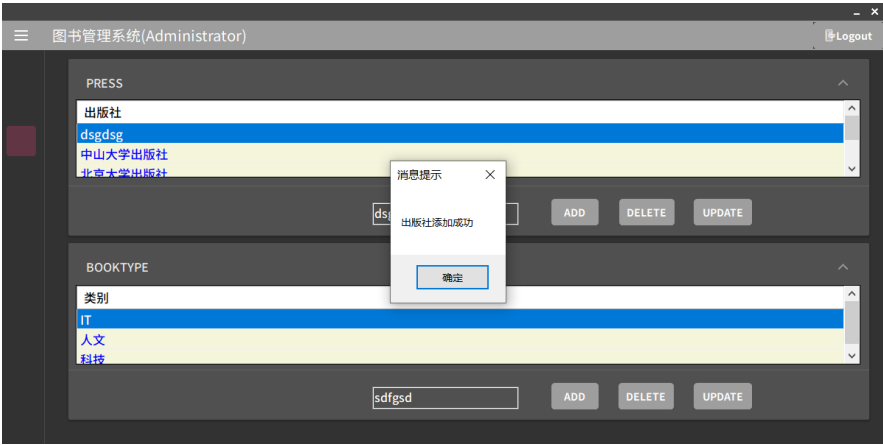 图书管理系统(Administrator)
Logout
PRESS
出版社
dsgdsg
中山大学出版社
北京大学出版社
消息提示
出版社添加成功
确定
ADD
DELETE
UPDATE
BOOKTYPE
类别
IT
人文
科技
sdfgsd
ADD
DELETE
UPDATE